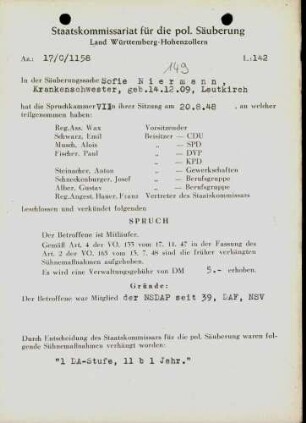 Staatskommissariat für die pol. Säuberung
Land Württemberg-Hohenzollern
Az.: 17/C/1158
149
L:142
In der Säuberungssache Sofie Niermann,
Krankenschwester, geb.14.12.09, Leutkirch
hat die Spruchkammer VII in ihrer Sitzung am 20.8.48, an welcher
teilgenommen haben:
Reg.Ass. Wax Vorsitzender
Schwarz, Emil Beisitzer — CDU
Musch, Alois „ — SPD
Fischer, Paul „ — DVP
„ — KPD
Steinacher, Anton „ — Gewerkschaften
Schneckenburger, Josef „ — Berufsgruppe
Alber, Gustav „ — Berufsgruppe
Reg.Angest. Hauser, Franz Vertreter des Staatskommissars
beschlossen und verkündet folgenden
SPRUCH
Der Betroffene ist Mitläufer.
Gemäß Art. 4 der VO. 133 vom 17. 11. 47 in der Fassung des
Art. 2 der VO. 165 vom 13. 7. 48 sind die früher verhängten
Sühnemaßnahmen aufgehoben.
Es wird eine Verwaltungsgebühr von DM 5.- erhoben.
Gründe:
Der Betroffene war Mitglied der NSDAP seit 39, DAF, NSV
Durch Entscheidung des Staatskommissars für die pol. Säuberung waren fol-
gende Sühnemaßnahmen verhängt worden:
"1 DA-Stufe, 11 b 1 Jahr."